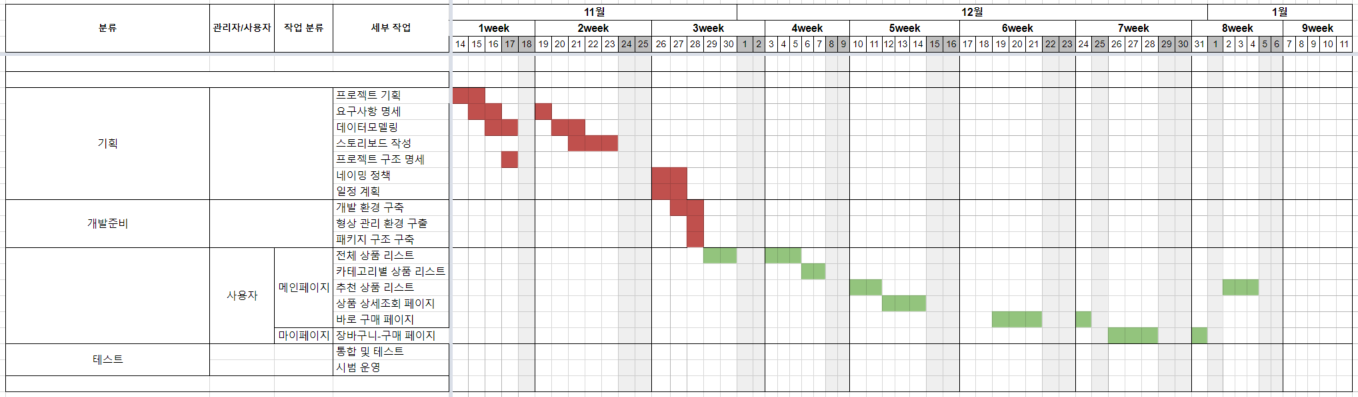 11월 12월 1월
분류 관리자/사용자 작업 분류 세부 작업 1week 2week 3week 4week 5week 6week 7week 8week 9week
14 15 16 17 18 19 20 21 22 23 24 25 26 27 28 29 30 1 2 3 4 5 6 7 8 9 10 11 12 13 14 15 16 17 18 19 20 21 22 23 24 25 26 27 28 29 30 31 1 2 3 4 5 6 7 8 9 10 11
프로젝트 기획
요구사항 명세
데이터모델링
기획 스토리보드 작성
프로젝트 구조 명세
네이밍 정책
일정 계획
개발 환경 구축
개발준비 형상 관리 환경 구출
패키지 구조 구축
전체 상품 리스트
카테고리별 상품 리스트
사용자 메인페이지 추천 상품 리스트
상품 상세조회 페이지
바로 구매 페이지
마이페이지 장바구니-구매 페이지
테스트 통합 및 테스트
시범 운영